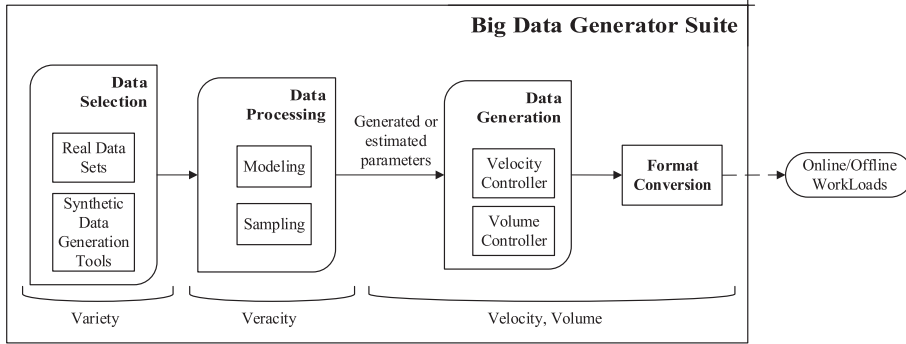 Big Data Generator Suite
Data
Selection
Real Data
Sets
Synthetic
Data
Generation
Tools
Data
Processing
Modeling
Sampling
Generated or
estimated
parameters
Data
Generation
Velocity
Controller
Volume
Controller
Format
Conversion
Online/Offline
WorkLoads
Variety
Veracity
Velocity, Volume